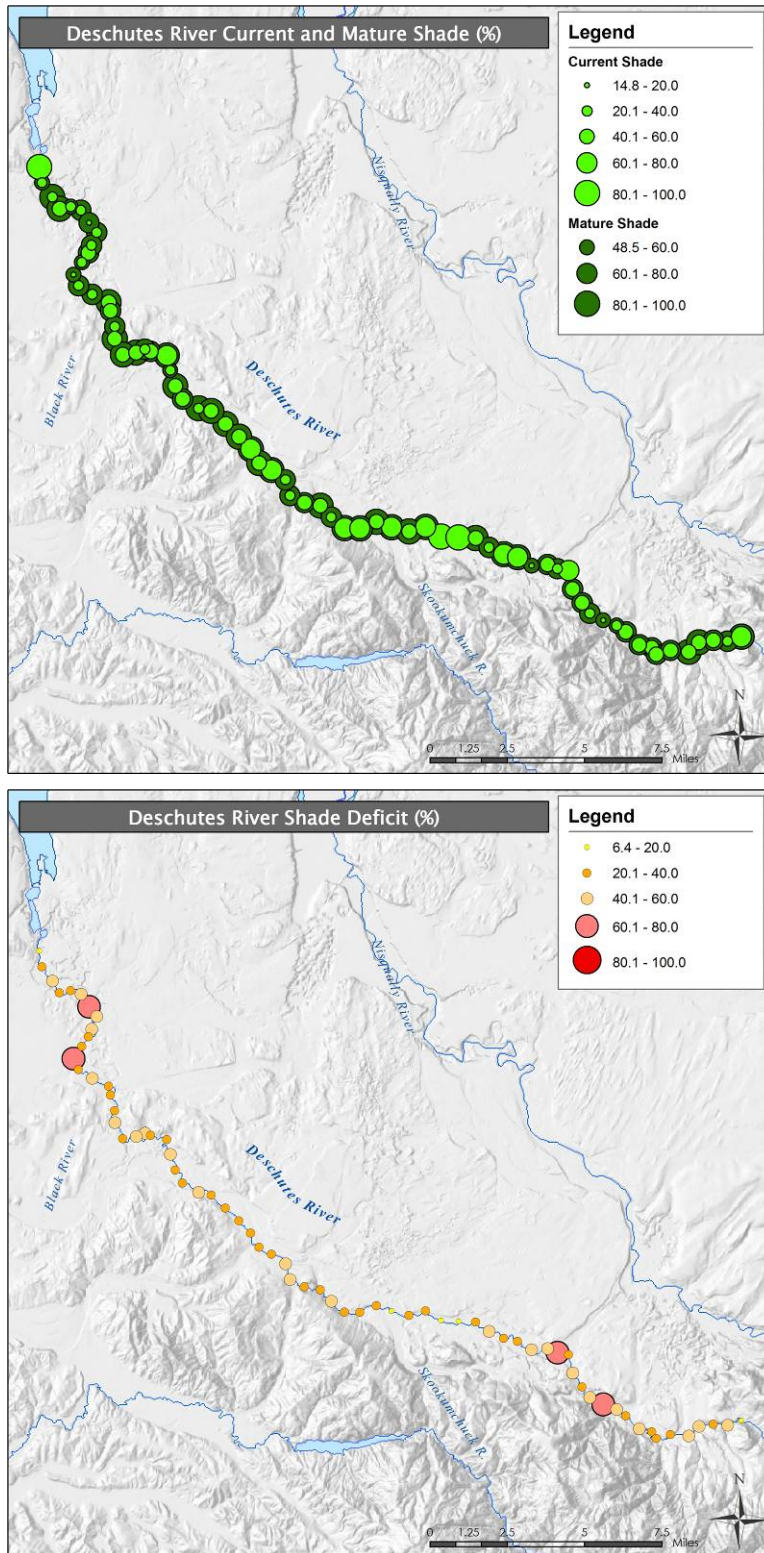 Deschutes River Current and Mature Shade (%)
Legend
Current Shade
14.8 - 20.0
20.1 - 40.0
40.1 - 60.0
60.1 - 80.0
80.1 - 100.0
Mature Shade
48.5 - 60.0
60.1 - 80.0
80.1 - 100.0
Nisqually River
Black River
Deschutes River
Skookumchuck R.
N
0 1.25 2.5 5 7.5
Miles
Deschutes River Shade Deficit (%)
Legend
6.4 - 20.0
20.1 - 40.0
40.1 - 60.0
60.1 - 80.0
80.1 - 100.0
Nisqually River
Black River
Deschutes River
Skookumchuck R.
N
0 1.25 2.5 5 7.5
Miles